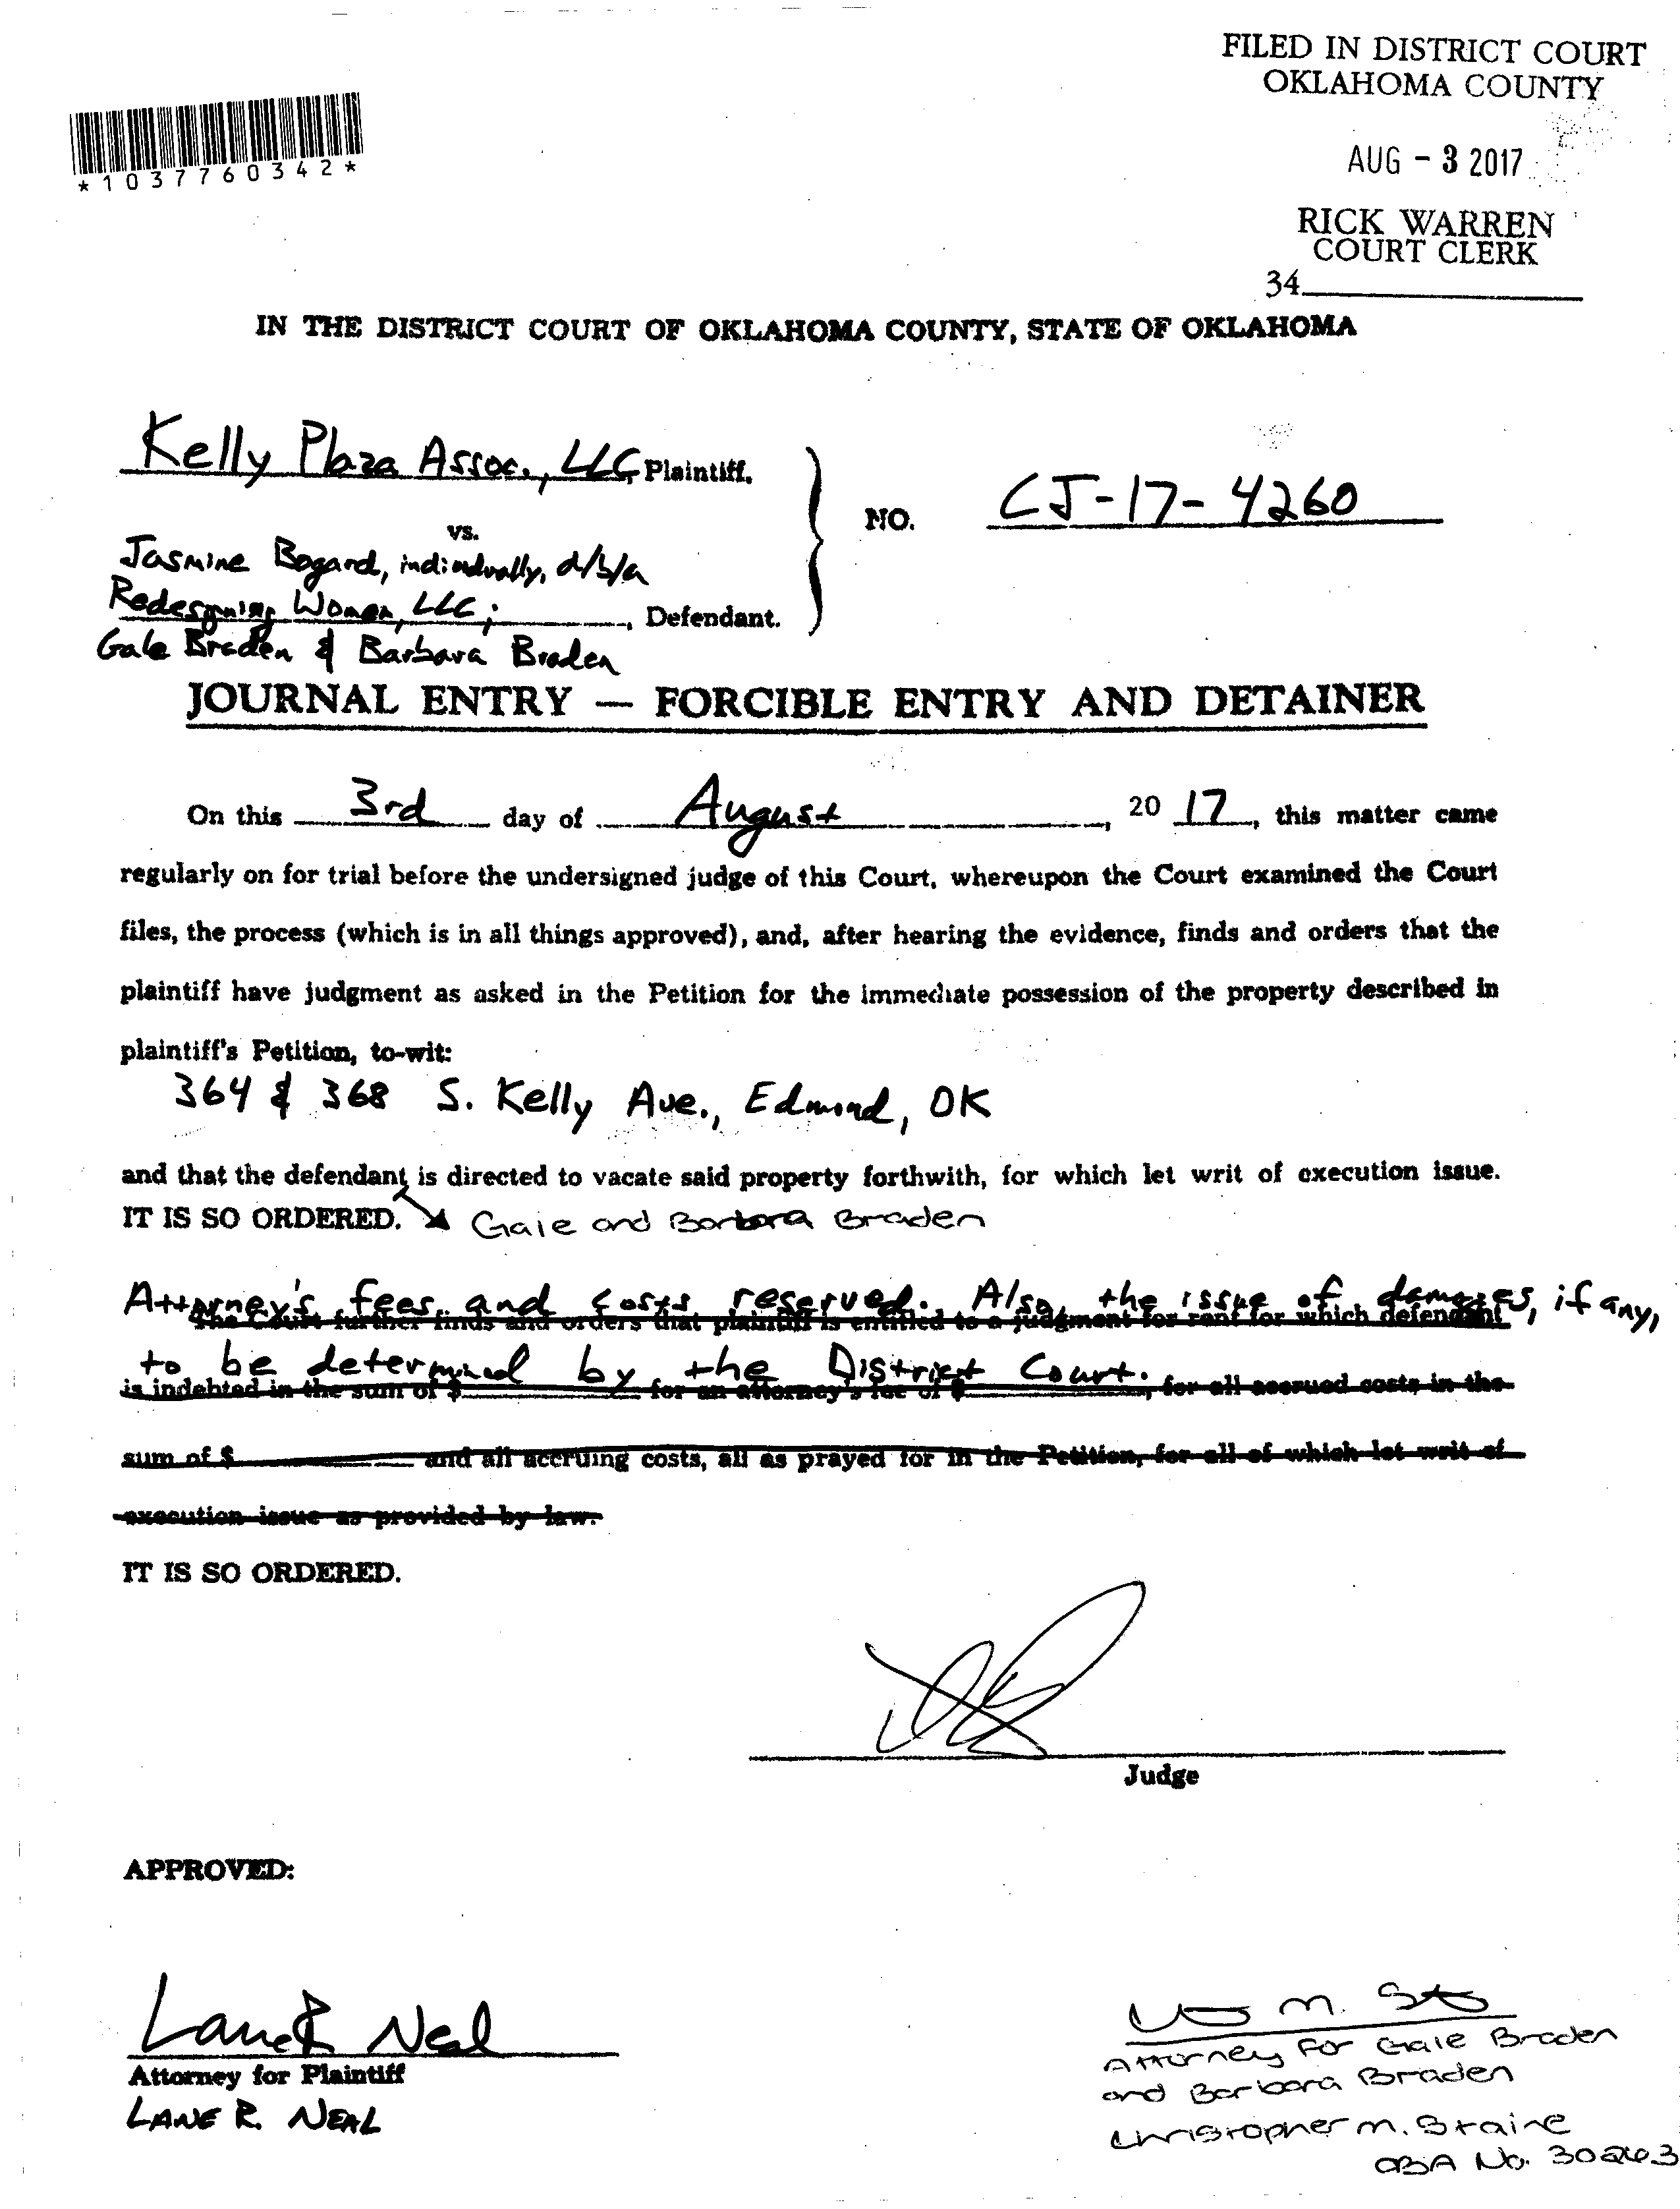 FILED IN DISTRICT COURT
OKLAHOMA COUNTY
AUG - 3 2017
RICK WARREN
COURT CLERK
34
*1037760342*
IN THE DISTRICT COURT OF OKLAHOMA COUNTY, STATE OF OKLAHOMA
Kelly Plaza Assoc., LLC, Plaintiff,
vs.
NO. CJ-17-4260
Jasmine Bogard, individually, d/b/a
Redesigning Women, LLC; Defendant.
Gale Braden & Barbara Braden
JOURNAL ENTRY — FORCIBLE ENTRY AND DETAINER
On this 3rd day of August, 20 17, this matter came
regularly on for trial before the undersigned judge of this Court, whereupon the Court examined the Court
files, the process (which is in all things approved), and, after hearing the evidence, finds and orders that the
plaintiff have judgment as asked in the Petition for the immediate possession of the property described in
plaintiff's Petition, to-wit:
364 & 368 S. Kelly Ave., Edmond, OK
and that the defendant is directed to vacate said property forthwith, for which let writ of execution issue.
IT IS SO ORDERED. Gale and Barbara Braden
Attorney's fees and costs reserved. Also, the issue of damages, if any,
The Court further finds and orders that plaintiff is entitled to a judgment for rent for which defendant
to be determined by the District Court.
is indebted in the sum of $ for an attorney's fee of $, for all accrued costs in the
sum of $ and all accruing costs, all as prayed for in the Petition, for all of which let writ of
execution issue as provided by law.
IT IS SO ORDERED.
Judge
APPROVED:
Lane R Neal
Attorney for Plaintiff
LANE R. NEAL
Attorney for Gale Braden
and Barbara Braden
Christopher M. Staine
OBA No. 30263